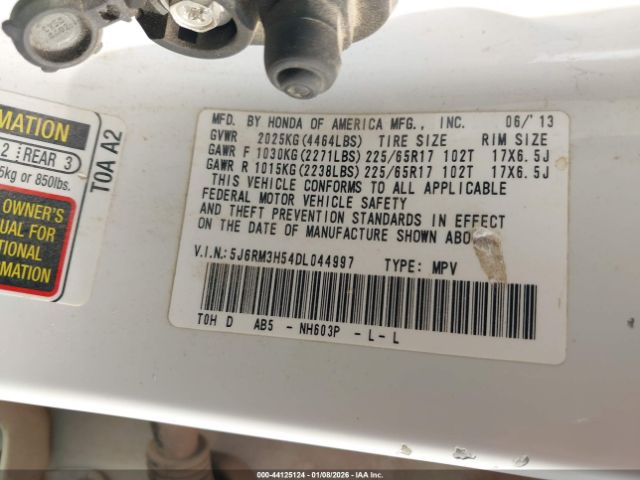 MFD. BY HONDA OF AMERICA MFG., INC. 06/'13
GVWR 2025KG(4464LBS) TIRE SIZE RIM SIZE
GAWR F 1030KG(2271LBS) 225/65R17 102T 17X6.5J
GAWR R 1015KG(2238LBS) 225/65R17 102T 17X6.5J
THIS VEHICLE CONFORMS TO ALL APPLICABLE
FEDERAL MOTOR VEHICLE SAFETY
AND THEFT PREVENTION STANDARDS IN EFFECT
ON THE DATE OF MANUFACTURE SHOWN ABO
V.I.N.:5J6RM3H54DL044997 TYPE: MPV
T0H D AB5 - NH603P - L - L
MATION
2 REAR 3
5kg or 850lbs.
OWNER'S
UAL FOR
TIONAL
RMATION
T0A A2
000-44125124 - 01/08/2026 - IAA Inc.